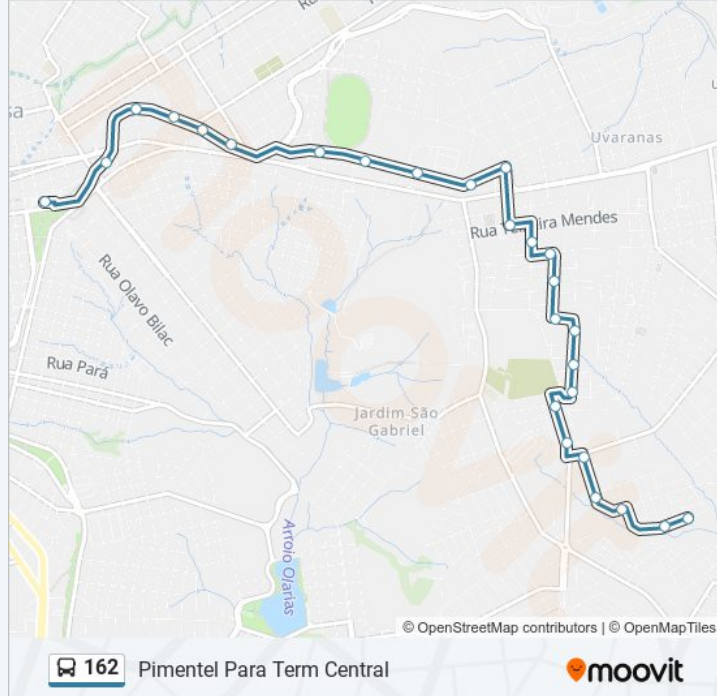 Uvaranas
Rua Teixeira Mendes
Rua Olavo Bilac
Rua Pará
Jardim São
Gabriel
Arroio Olarias
© OpenStreetMap contributors | © OpenMapTiles
162 Pimentel Para Term Central
moovit